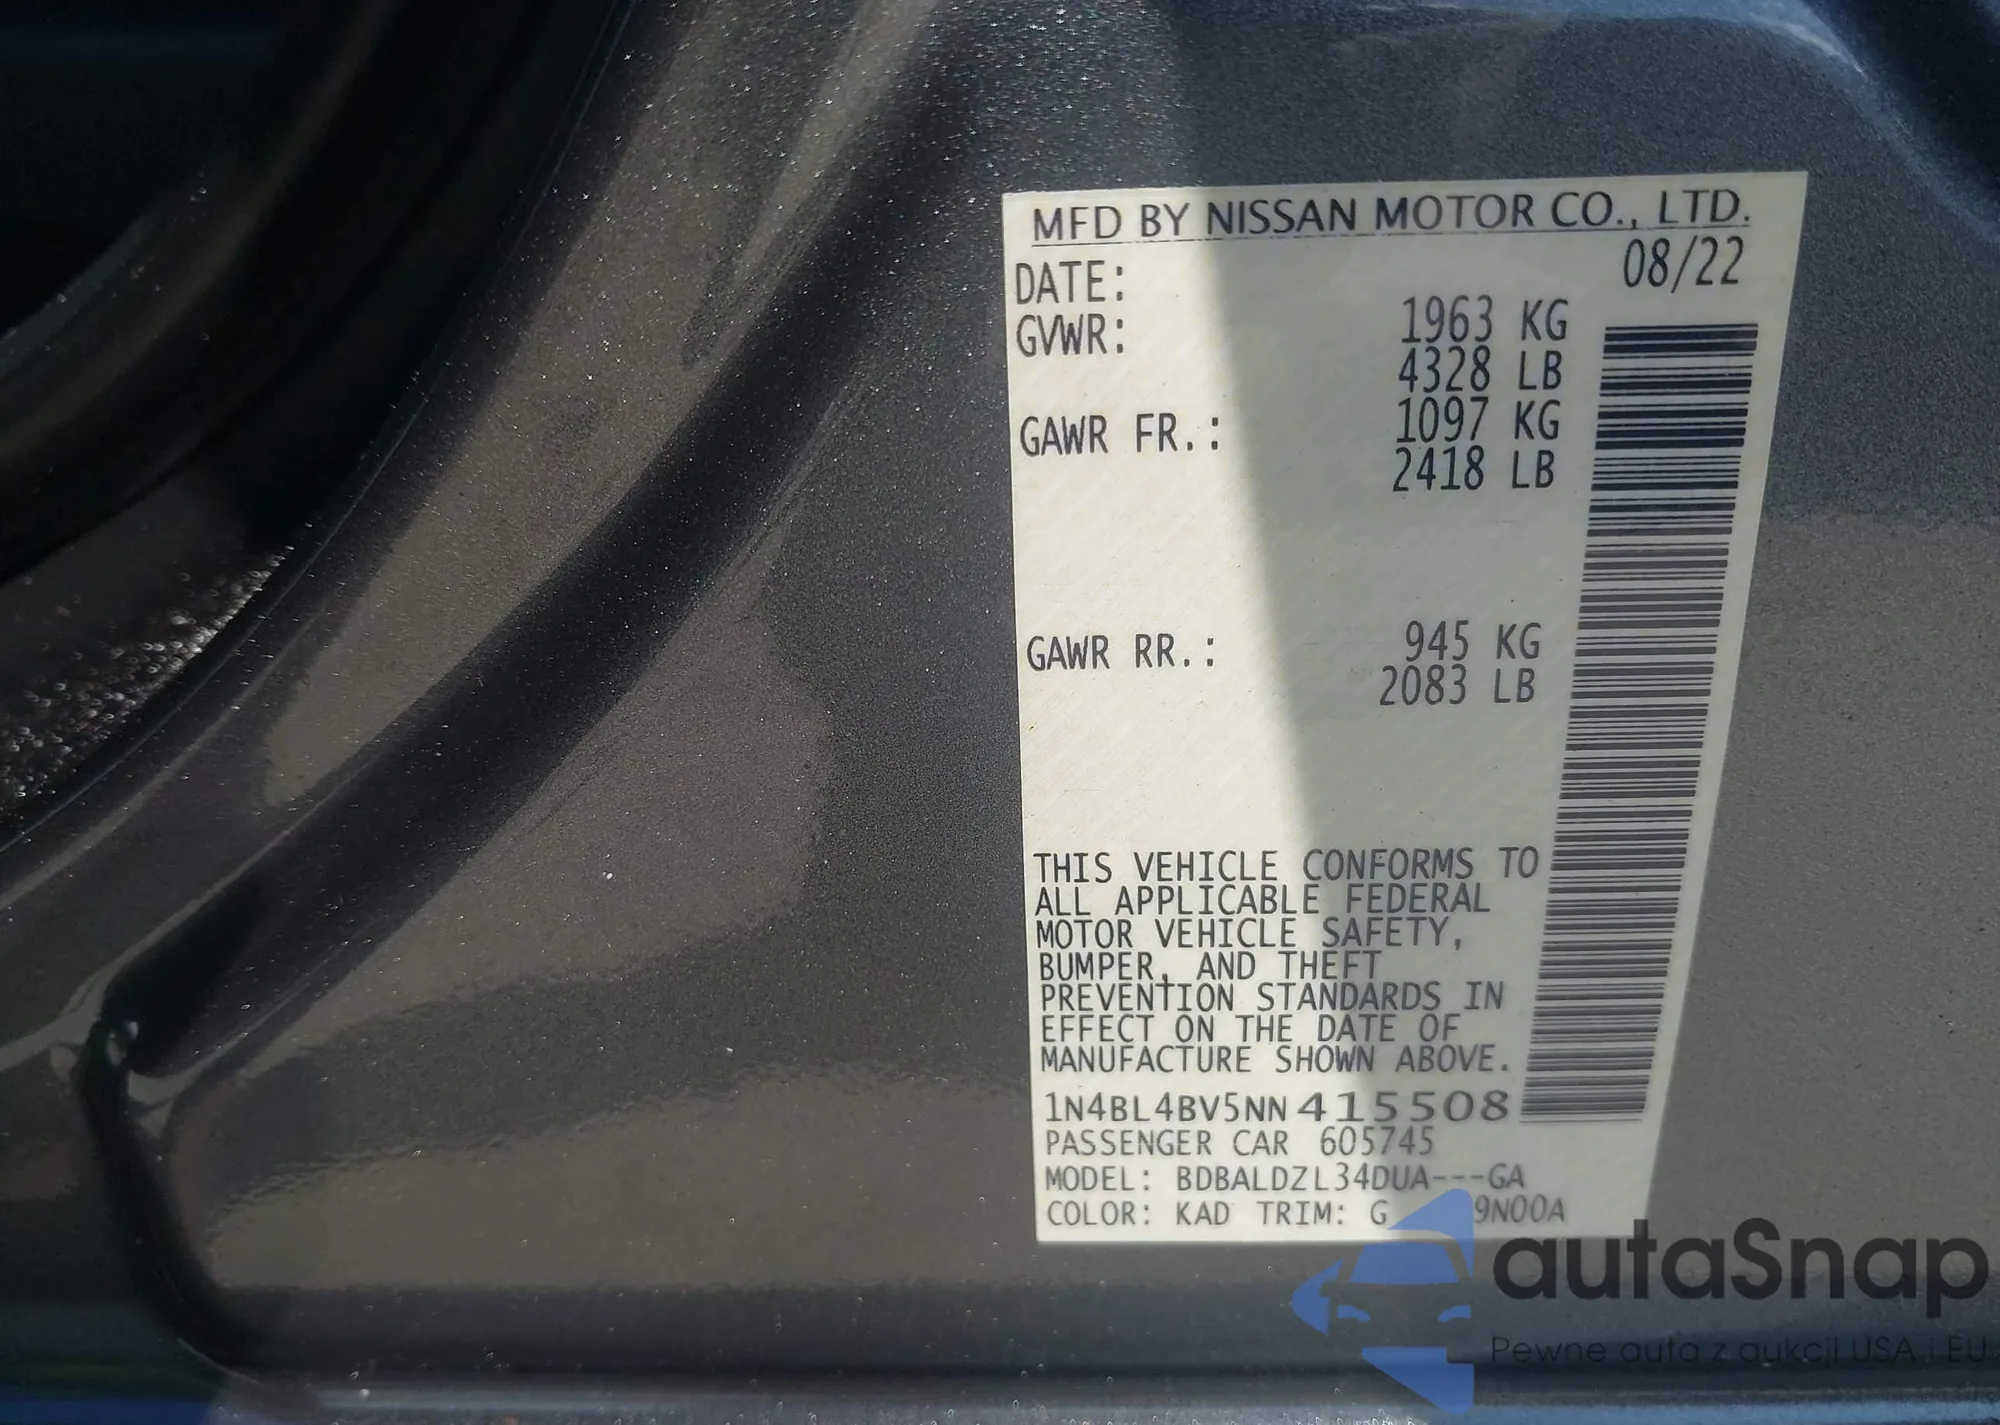 MFD BY NISSAN MOTOR CO., LTD.
DATE: 08/22
GVWR: 1963 KG
4328 LB
GAWR FR.: 1097 KG
2418 LB
GAWR RR.: 945 KG
2083 LB
THIS VEHICLE CONFORMS TO
ALL APPLICABLE FEDERAL
MOTOR VEHICLE SAFETY,
BUMPER, AND THEFT
PREVENTION STANDARDS IN
EFFECT ON THE DATE OF
MANUFACTURE SHOWN ABOVE.
1N4BL4BV5NN415508
PASSENGER CAR 605745
MODEL: BDBALDZL34DUA---GA
COLOR: KAD TRIM: G 9N00A
autaSnap
Pewne auta z aukcji USA i EU